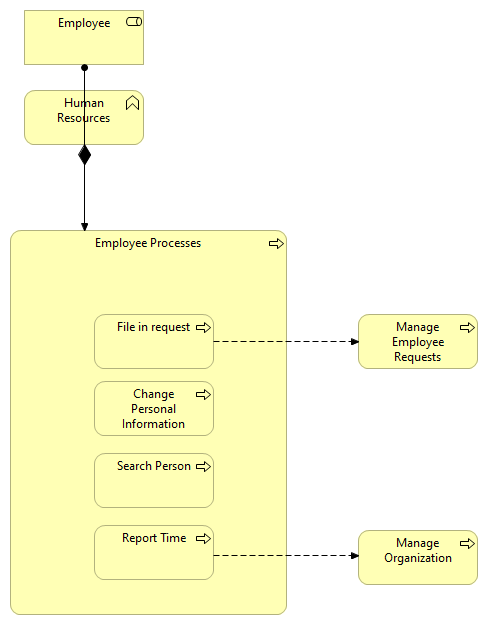 Employee
Human
Resources
Employee Processes
File in request
Manage
Employee
Requests
Change
Personal
Information
Search Person
Report Time
Manage
Organization